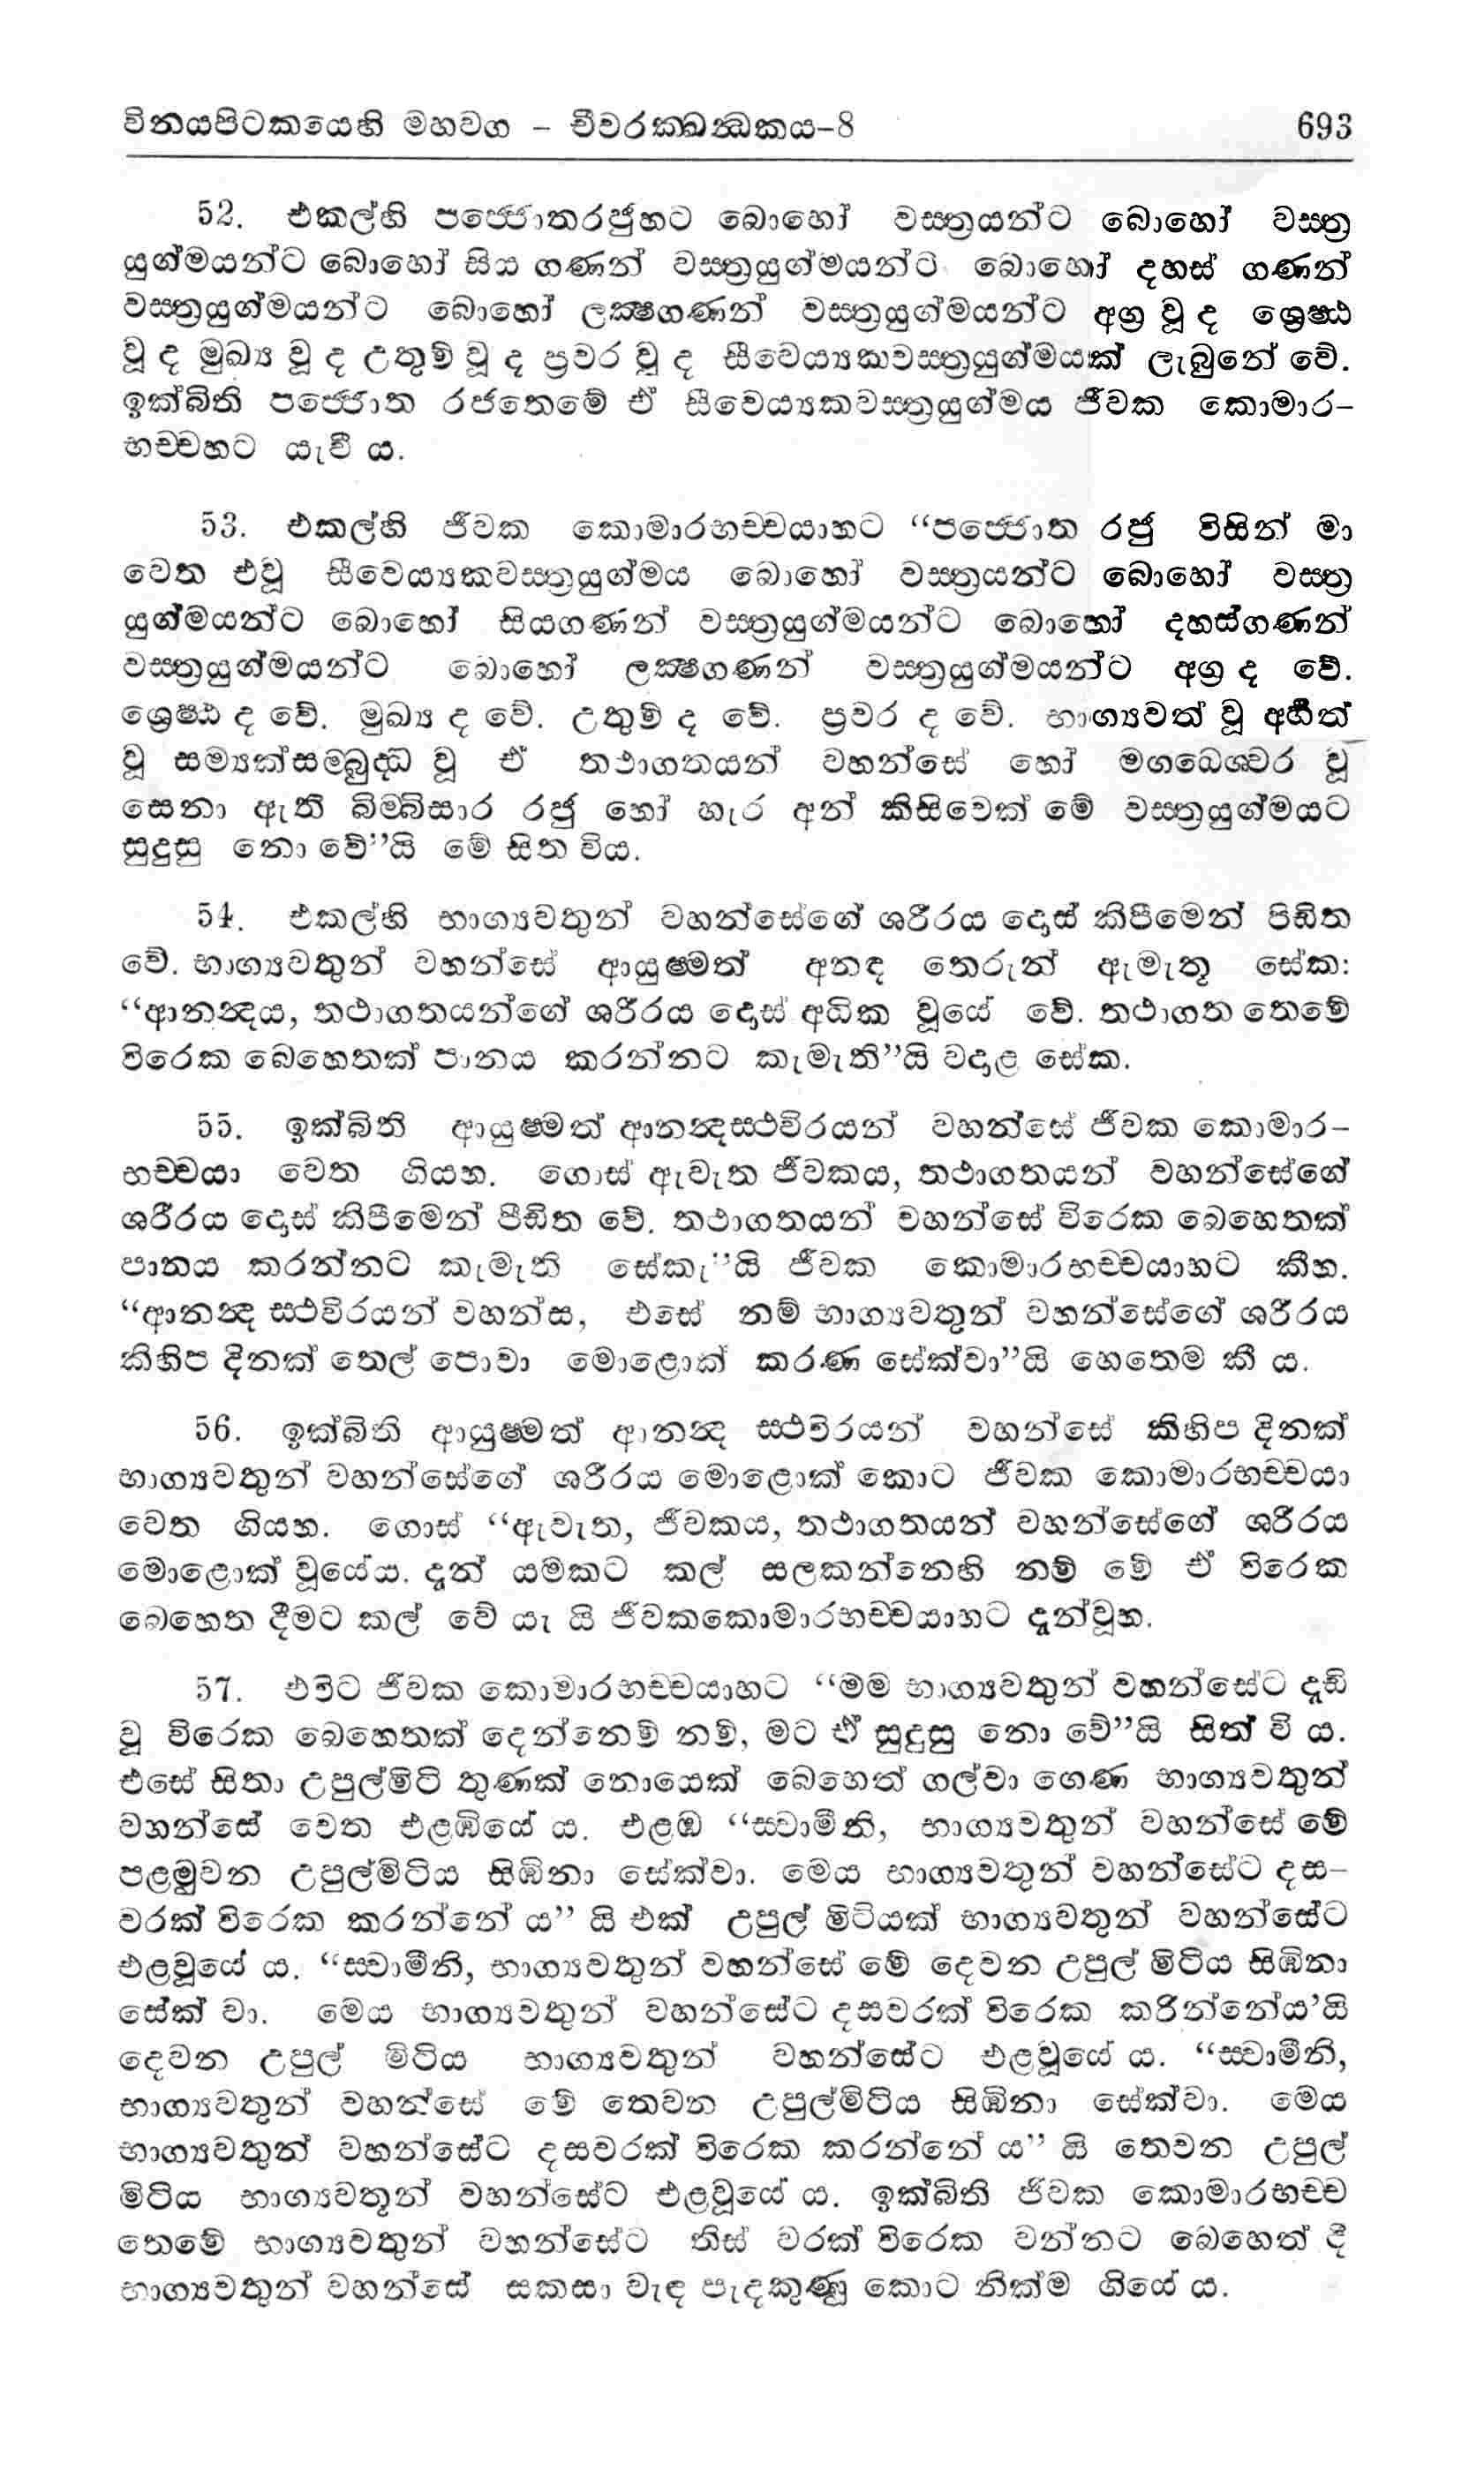 විනයපිටකයෙහි මහවග – චීවරක්ඛන්ධකය–8 693
52. එකල්හි පජ්ජොතරජුහට බොහෝ වස්ත්‍රයන්ට බොහෝ වස්ත්‍ර
යුග්මයන්ට බොහෝ සිය ගණන් වස්ත්‍රයුග්මයන්ට බොහෝ දහස් ගණන්
වස්ත්‍රයුග්මයන්ට බොහෝ ලක්ෂගණන් වස්ත්‍රයුග්මයන්ට අග්‍ර වූ ද ශ්‍රෙෂ්ඨ
වූ ද මුඛ්‍ය වූ ද උතුම් වූ ද ප්‍රවර වූ ද සීවෙය්‍යකවස්ත්‍රයුග්මයක් ලැබුනේ වේ.
ඉක්බිති පජ්ජොත රජතෙමේ ඒ සීවෙය්‍යකවස්ත්‍රයුග්මය ජීවක කොමාර–
භච්චහට යැවී ය.
53. එකල්හි ජීවක කොමාරභච්චයාහට “පජ්ජොත රජු විසින් මා
වෙත එවූ සීවෙය්‍යකවස්ත්‍රයුග්මය බොහෝ වස්ත්‍රයන්ට බොහෝ වස්ත්‍ර
යුග්මයන්ට බොහෝ සියගණන් වස්ත්‍රයුග්මයන්ට බොහෝ දහස්ගණන්
වස්ත්‍රයුග්මයන්ට බොහෝ ලක්ෂගණන් වස්ත්‍රයුග්මයන්ට අග්‍ර ද වේ.
ශ්‍රෙෂ්ඨ ද වේ. මුඛ්‍ය ද වේ. උතුම් ද වේ. ප්‍රවර ද වේ. භාග්‍යවත් වූ අර්හත්
වූ සම්‍යක්සම්බුද්ධ වූ ඒ තථාගතයන් වහන්සේ හෝ මගධෙශ්වර වූ
සෙනා ඇති බිම්බිසාර රජු හෝ හැර අන් කිසිවෙක් මේ වස්ත්‍රයුග්මයට
සුදුසු නො වේ”යි මේ සිත විය.
54. එකල්හි භාග්‍යවතුන් වහන්සේගේ ශරීරය දොස් කිපීමෙන් පීඩිත
වේ. භාග්‍යවතුන් වහන්සේ ආයුෂ්මත් අනඳ තෙරුන් ඇමැතූ සේක:
“ආනන්දය, තථාගතයන්ගේ ශරීරය දොස් අධික වූයේ වේ. තථාගත තෙමේ
විරෙක බෙහෙතක් පානය කරන්නට කැමැති”යි වදාළ සේක.
55. ඉක්බිති ආයුෂ්මත් ආනන්දස්ථවිරයන් වහන්සේ ජීවක කොමාර–
භච්චයා වෙත ගියහ. ගොස් ඇවැත ජීවකය, තථාගතයන් වහන්සේගේ
ශරීරය දොස් කිපීමෙන් පීඩිත වේ. තථාගතයන් වහන්සේ විරෙක බෙහෙතක්
පානය කරන්නට කැමැති සේකැ”යි ජීවක කොමාරභච්චයාහට කීහ.
“ආනන්ද ස්ථවිරයන් වහන්ස, එසේ නම් භාග්‍යවතුන් වහන්සේගේ ශරීරය
කිහිප දිනක් තෙල් පොවා මොළොක් කරණ සේක්වා”යි හෙතෙම කී ය.
56. ඉක්බිති ආයුෂ්මත් ආනන්ද ස්ථවිරයන් වහන්සේ කිහිප දිනක්
භාග්‍යවතුන් වහන්සේගේ ශරීරය මොළොක් කොට ජීවක කොමාරභච්චයා
වෙත ගියහ. ගොස් “ඇවැත, ජීවකය, තථාගතයන් වහන්සේගේ ශරීරය
මොළොක් වූයේය. දැන් යමකට කල් සලකන්නෙහි නම් මේ ඒ විරෙක
බෙහෙත දීමට කල් වේ යැ යි ජීවකකොමාරභච්චයාහට දැන්වූහ.
57. එවිට ජීවක කොමාරභච්චයාහට “මම භාග්‍යවතුන් වහන්සේට දැඩි
වූ විරෙක බෙහෙතක් දෙන්නෙම් නම්, මට ඒ සුදුසු නො වේ”යි සිත් වි ය.
එසේ සිතා උපුල්මිටි තුණක් නොයෙක් බෙහෙත් ගල්වා ගෙණ භාග්‍යවතුන්
වහන්සේ වෙත එළඹියේ ය. එළඹ “ස්වාමීනි, භාග්‍යවතුන් වහන්සේ මේ
පළමුවන උපුල්මිටිය සිඹිනා සේක්වා. මෙය භාග්‍යවතුන් වහන්සේට දස–
වරක් විරෙක කරන්නේ ය” යි එක් උපුල් මිටියක් භාග්‍යවතුන් වහන්සේට
එළවූයේ ය. “ස්වාමීනි, භාග්‍යවතුන් වහන්සේ මේ දෙවන උපුල් මිටිය සිඹිනා
සේක් වා. මෙය භාග්‍යවතුන් වහන්සේට දසවරක් විරෙක කරින්නේය’යි
දෙවන උපුල් මිටිය භාග්‍යවතුන් වහන්සේට එළවූයේ ය. “ස්වාමීනි,
භාග්‍යවතුන් වහන්සේ මේ තෙවන උපුල්මිටිය සිඹිනා සේක්වා. මෙය
භාග්‍යවතුන් වහන්සේට දසවරක් විරෙක කරන්නේ ය” යි තෙවන උපුල්
මිටිය භාග්‍යවතුන් වහන්සේට එළවූයේ ය. ඉක්බිති ජීවක කොමාරභච්ච
තෙමේ භාග්‍යවතුන් වහන්සේට තිස් වරක් විරෙක වන්නට බෙහෙත් දී
භාග්‍යවතුන් වහන්සේ සකසා වැඳ පැදකුණු කොට නික්ම ගියේ ය.